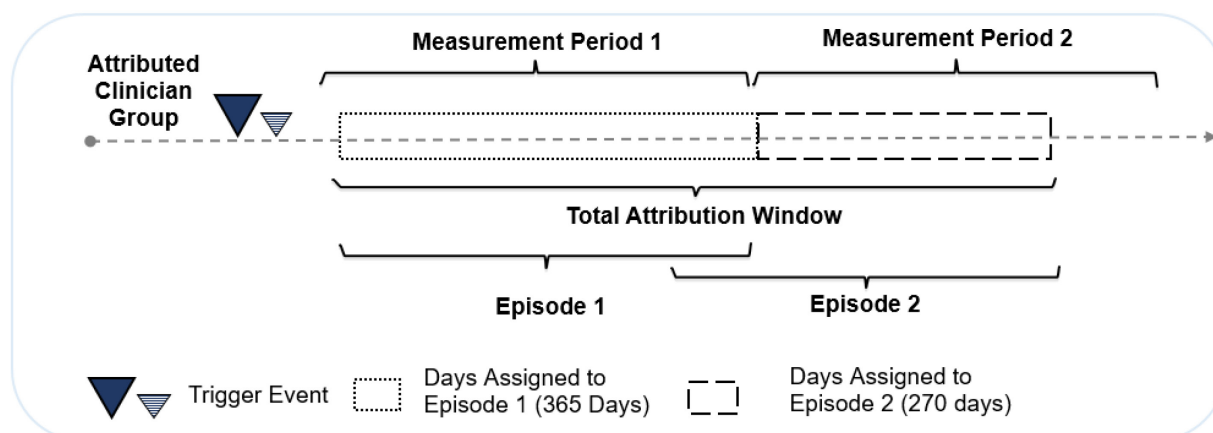 Measurement Period 1
Measurement Period 2
Attributed
Clinician
Group
Total Attribution Window
Episode 1
Episode 2
Trigger Event
Days Assigned to
Episode 1 (365 Days)
Days Assigned to
Episode 2 (270 days)